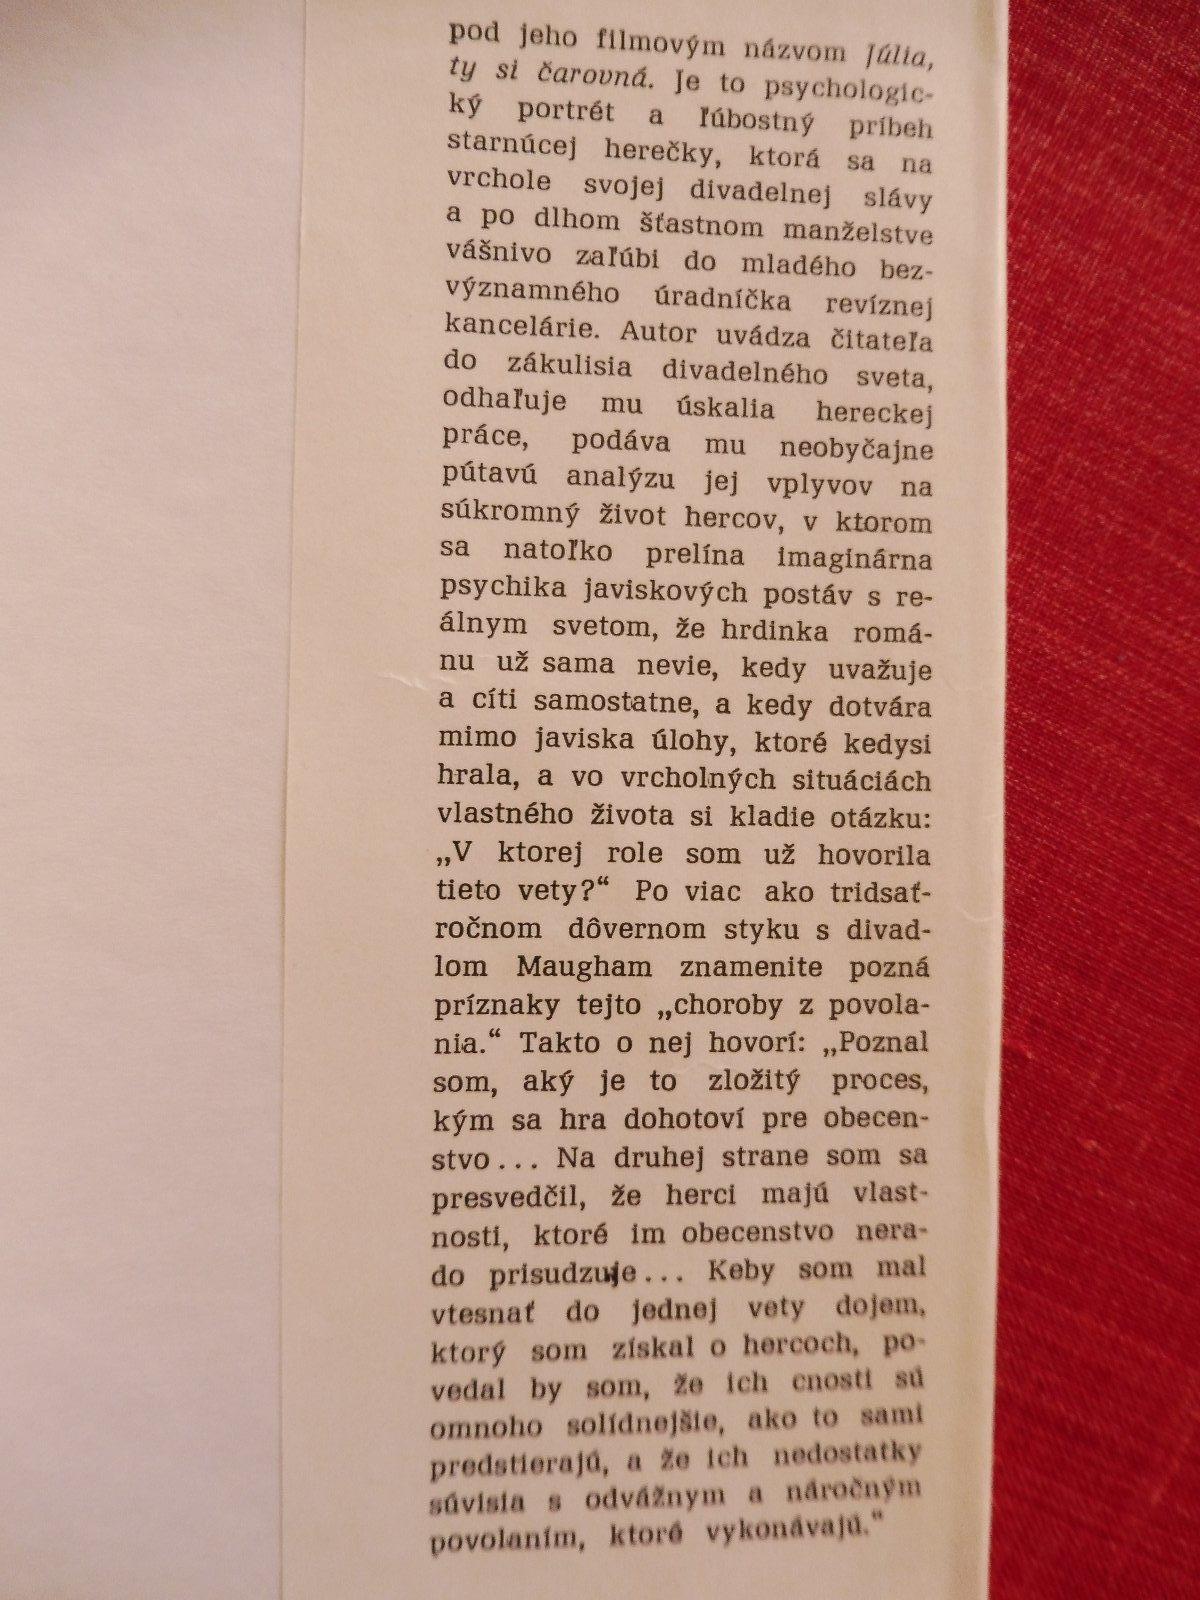 pod jeho filmovým názvom Júlia,
ty si čarovná. Je to psychologic-
ký portrét a ľúbostný príbeh
starnúcej herečky, ktorá sa na
vrchole svojej divadelnej slávy
a po dlhom šťastnom manželstve
vášnivo zaľúbi do mladého bez-
významného úradníčka revíznej
kancelárie. Autor uvádza čitateľa
do zákulisia divadelného sveta,
odhaľuje mu úskalia hereckej
práce, podáva mu neobyčajne
pútavú analýzu jej vplyvov na
súkromný život hercov, v ktorom
sa natoľko prelína imaginárna
psychika javiskových postáv s re-
álnym svetom, že hrdinka romá-
nu už sama nevie, kedy uvažuje
a cíti samostatne, a kedy dotvára
mimo javiska úlohy, ktoré kedysi
hrala, a vo vrcholných situáciách
vlastného života si kladie otázku:
„V ktorej role som už hovorila
tieto vety?“ Po viac ako tridsať-
ročnom dôvernom styku s divad-
lom Maugham znamenite pozná
príznaky tejto „choroby z povola-
nia.“ Takto o nej hovorí: „Poznal
som, aký je to zložitý proces,
kým sa hra dohotoví pre obecen-
stvo... Na druhej strane som sa
presvedčil, že herci majú vlast-
nosti, ktoré im obecenstvo nera-
do prisudzuje... Keby som mal
vtesnať do jednej vety dojem,
ktorý som získal o hercoch, po-
vedal by som, že ich cnosti sú
omnoho solídnejšie, ako to sami
predstierajú, a že ich nedostatky
súvisia s odvážnym a náročným
povolaním, ktoré vykonávajú.“